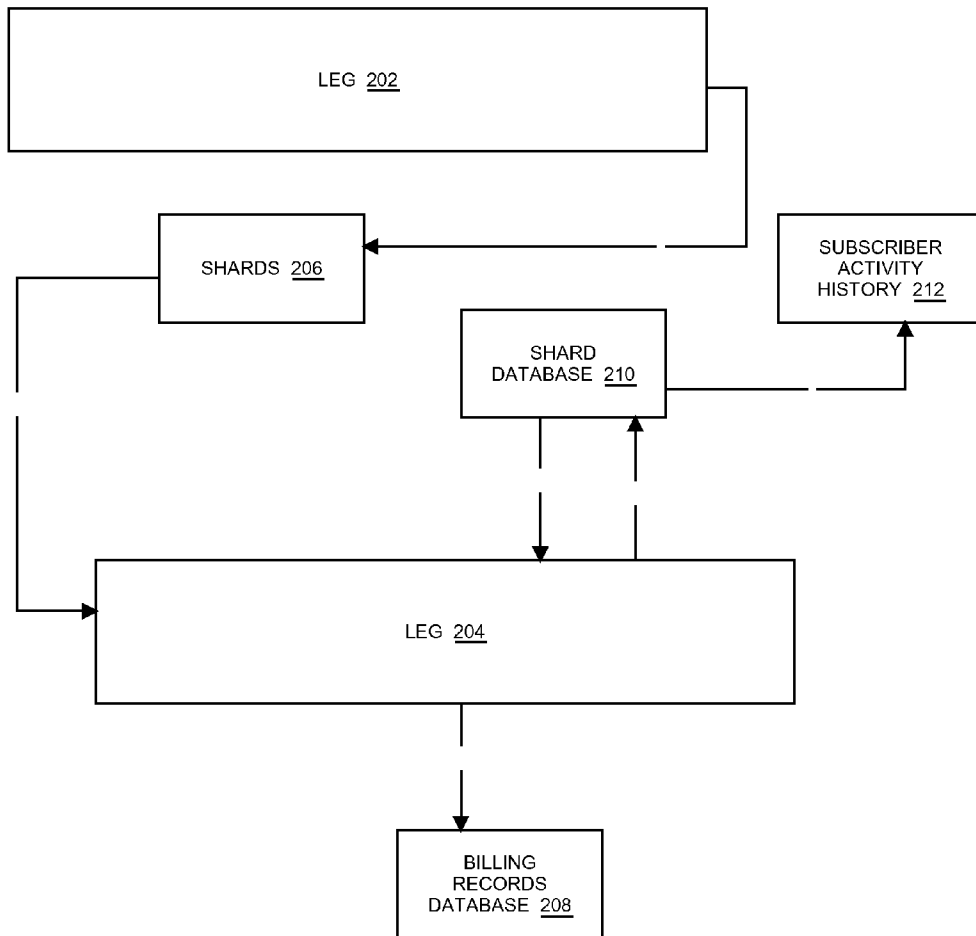 LEG 202
SHARDS 206
SUBSCRIBER
ACTIVITY
HISTORY 212
SHARD
DATABASE 210
LEG 204
BILLING
RECORDS
DATABASE 208